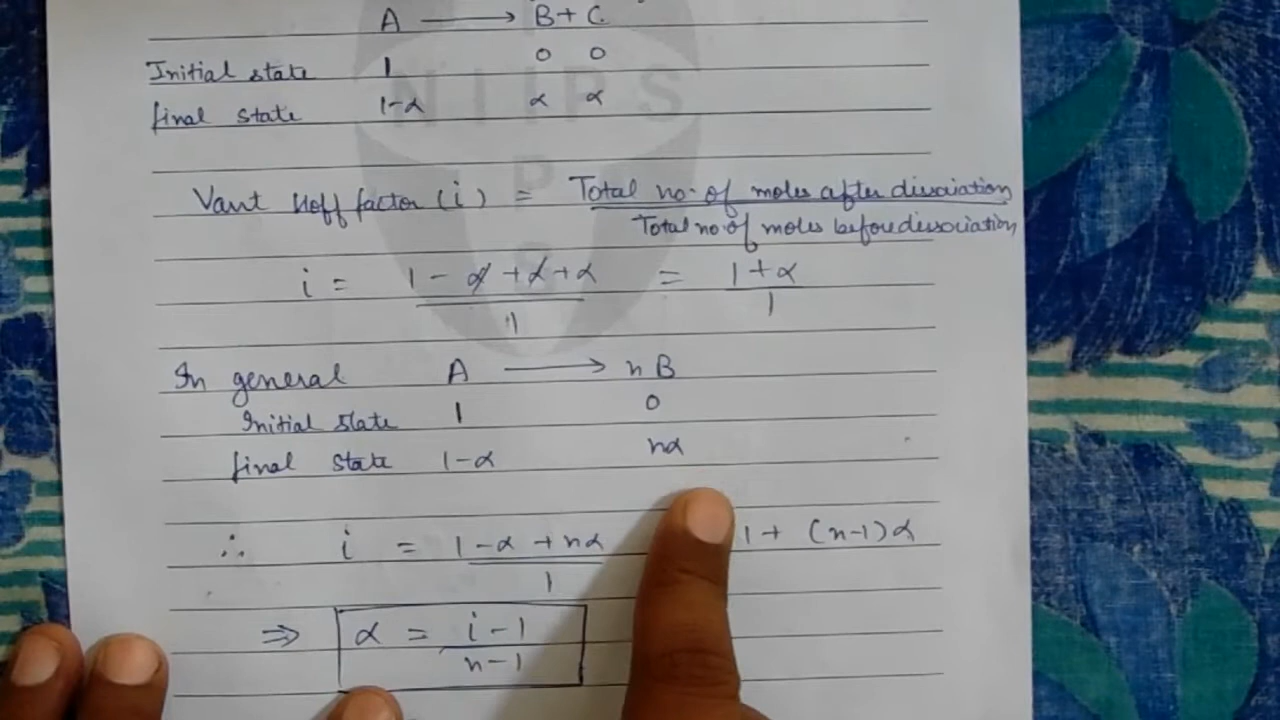 A ⟶ B + C
Initial state 1 0 0
final state 1-α α α
Vant Hoff factor (i) = Total no. of moles after dissociation / Total no. of moles before dissociation
i = 1 - α + α + α / 1 = 1 + α / 1
In general A ⟶ nB
Initial state 1 0
final state 1-α nα
∴ i = 1 - α + nα / 1 1 + (n-1)α
⇒ α = i - 1 / n - 1
NIIPS
P
S